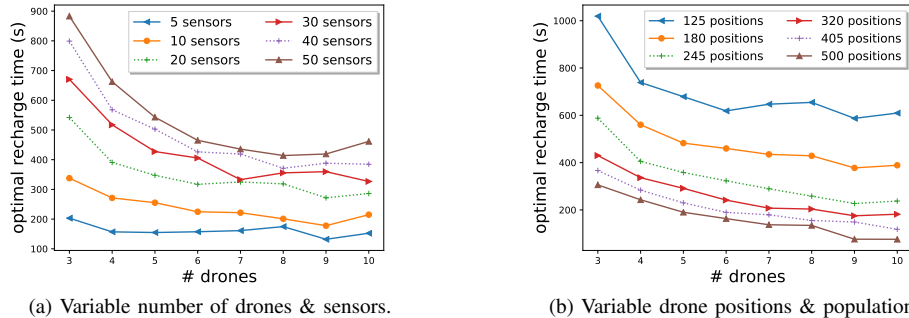 900
800
700
600
500
400
300
200
100
optimal recharge time (s)
5 sensors
10 sensors
20 sensors
30 sensors
40 sensors
50 sensors
3 4 5 6 7 8 9 10
# drones
(a) Variable number of drones & sensors.
1000
800
600
400
200
optimal recharge time (s)
125 positions
180 positions
245 positions
320 positions
405 positions
500 positions
3 4 5 6 7 8 9 10
# drones
(b) Variable drone positions & population